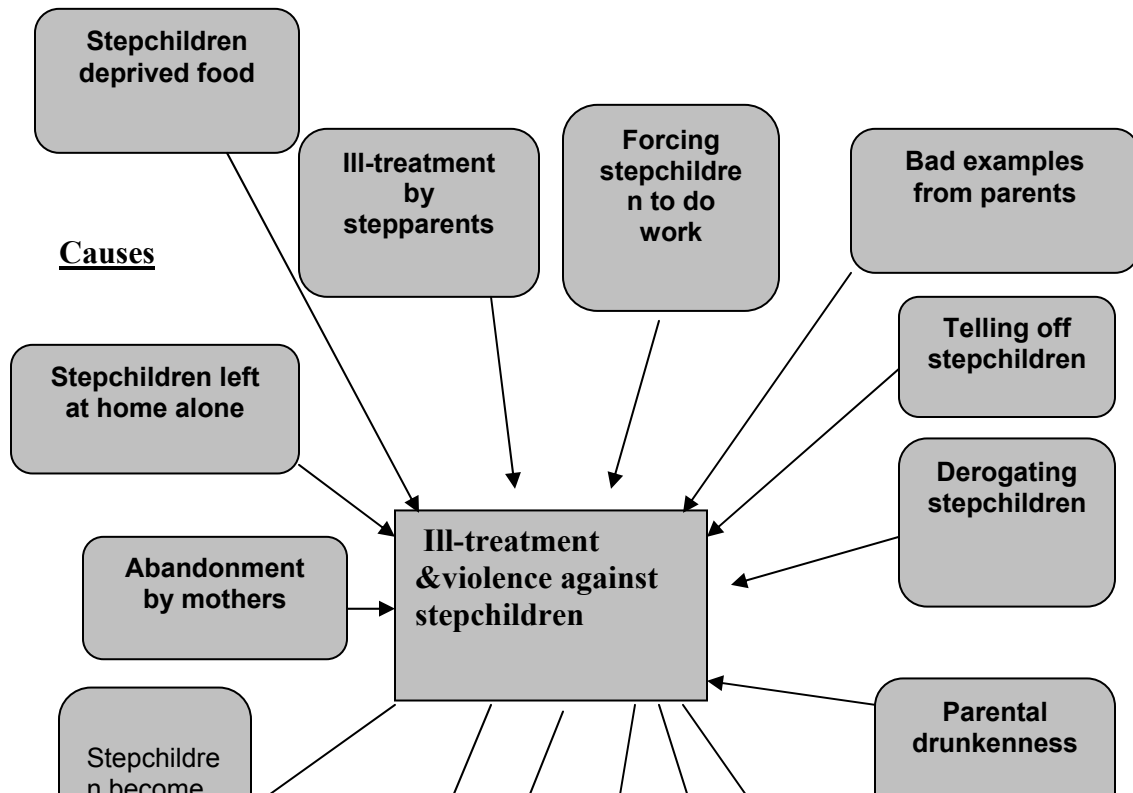 Stepchildren
deprived food
Ill-treatment
by
stepparents
Forcing
stepchildre
n to do
work
Bad examples
from parents
Causes
Telling off
stepchildren
Stepchildren left
at home alone
Derogating
stepchildren
Ill-treatment
&violence against
stepchildren
Abandonment
by mothers
Parental
drunkenness
Stepchildre
n become